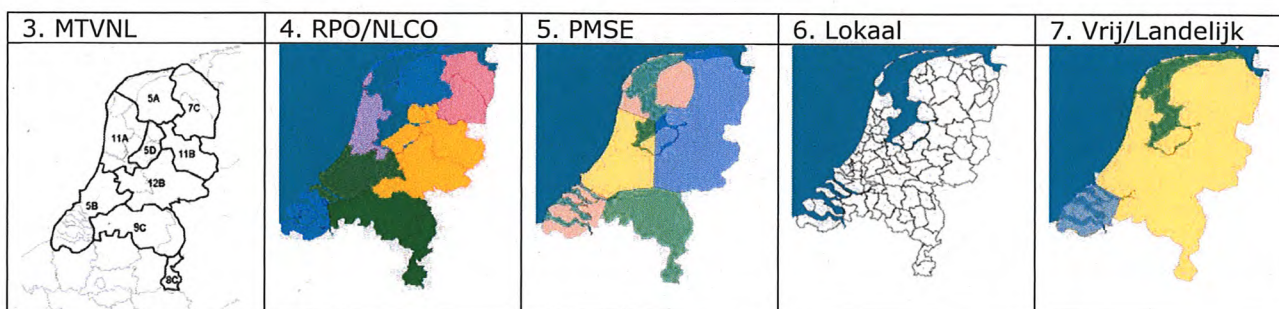 3. MTVNL
4. RPO/NLCO
5. PMSE
6. Lokaal
7. Vrij/Landelijk
5A
7C
11A
5D
11B
12B
5B
9C
8C